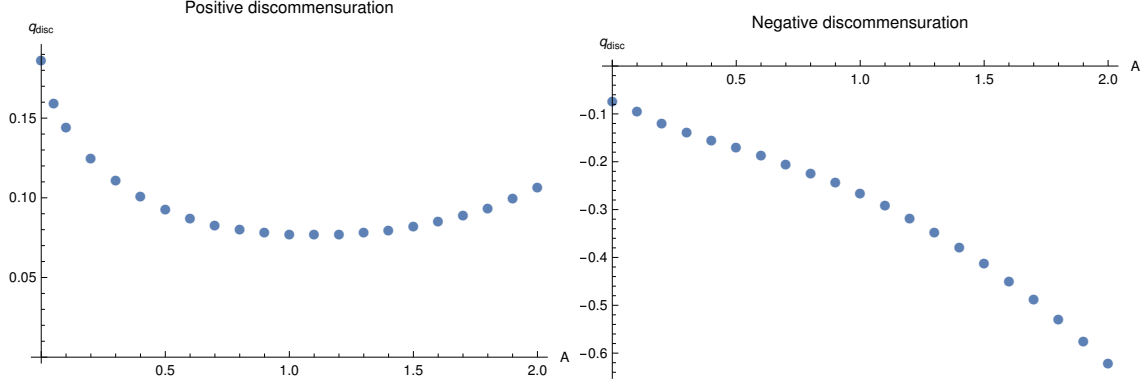 Positive discommensuration
q_disc
0.15
0.10
0.05
0.5 1.0 1.5 2.0
A
Negative discommensuration
q_disc
0.5 1.0 1.5 2.0
A
-0.1
-0.2
-0.3
-0.4
-0.5
-0.6